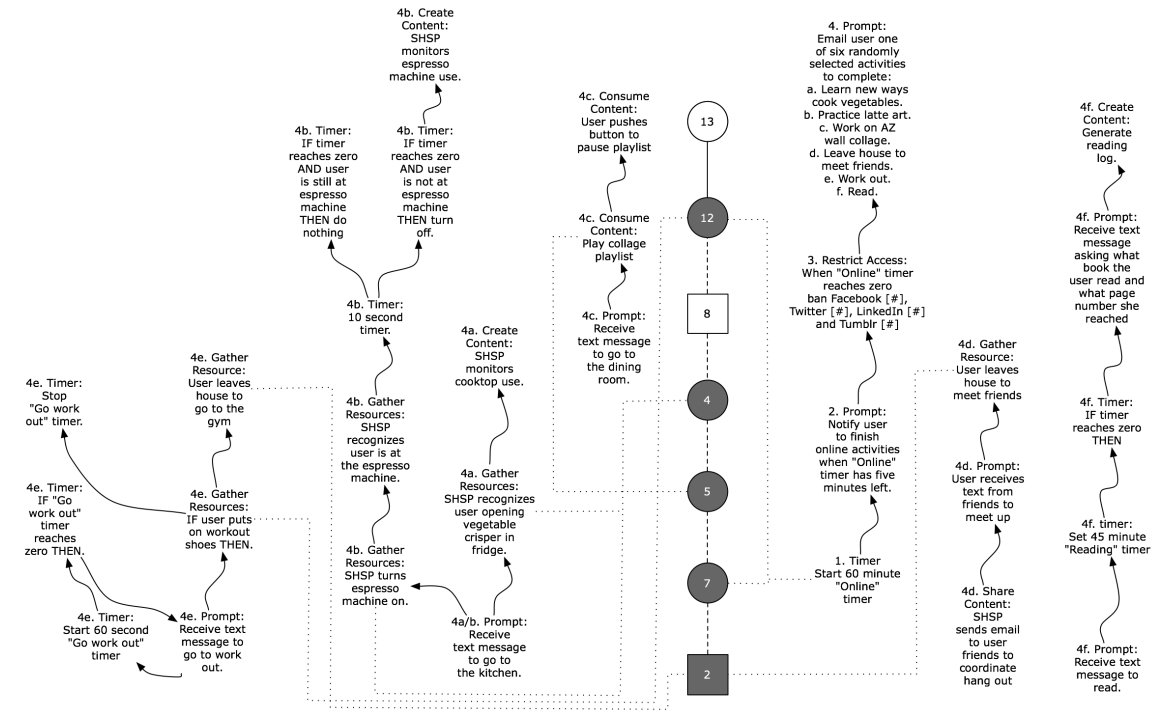 4b. Create
Content:
SHSP
monitors
espresso
machine use.
4b. Timer:
IF timer
reaches zero
AND user
is still at
espresso
machine
THEN do
nothing
4b. Timer:
IF timer
reaches zero
AND user
is not at
espresso
machine
THEN turn
off.
4b. Timer:
10 second
timer.
4b. Gather
Resources:
SHSP
recognizes
user is at
the espresso
machine.
4b. Gather
Resources:
SHSP turns
espresso
machine on.
4a. Create
Content:
SHSP
monitors
cooktop use.
4a. Gather
Resources:
SHSP recognizes
user opening
vegetable
crisper in
fridge.
4a/b. Prompt:
Receive
text message
to go to
the kitchen.
4e. Timer:
Stop
"Go work
out" timer.
4e. Gather
Resource:
User leaves
house to
go to the
gym
4e. Timer:
IF "Go
work out"
timer
reaches
zero THEN.
4e. Gather
Resources:
IF user puts
on workout
shoes THEN.
4e. Timer:
Start 60 second
"Go work out"
timer
4e. Prompt:
Receive text
message to
go to work
out.
4c. Consume
Content:
User pushes
button to
pause playlist
4c. Consume
Content:
Play collage
playlist
4c. Prompt:
Receive
text message
to go to
the dining
room.
13
12
8
4
5
7
2
4. Prompt:
Email user one
of six randomly
selected activities
to complete:
a. Learn new ways
cook vegetables.
b. Practice latte art.
c. Work on AZ
wall collage.
d. Leave house to
meet friends.
e. Work out.
f. Read.
3. Restrict Access:
When "Online" timer
reaches zero
ban Facebook [#],
Twitter [#], LinkedIn [#]
and Tumblr [#]
2. Prompt:
Notify user
to finish
online activities
when "Online"
timer has five
minutes left.
1. Timer
Start 60 minute
"Online"
timer
4d. Gather
Resource:
User leaves
house to
meet friends
4d. Prompt:
User receives
text from
friends to
meet up
4d. Share
Content:
SHSP
sends email
to user
friends to
coordinate
hang out
4f. Create
Content:
Generate
reading
log.
4f. Prompt:
Receive text
message
asking what
book the
user read and
what page
number she
reached
4f. Timer:
IF timer
reaches zero
THEN
4f. timer:
Set 45 minute
"Reading" timer
4f. Prompt:
Receive text
message to
read.